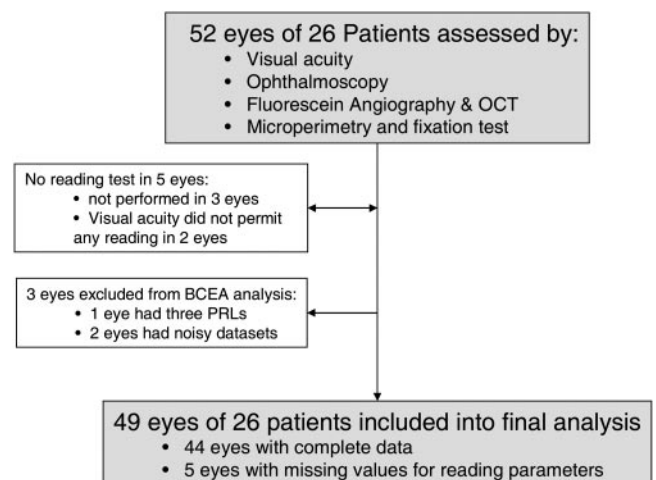 52 eyes of 26 Patients assessed by:
• Visual acuity
• Ophthalmoscopy
• Fluorescein Angiography & OCT
• Microperimetry and fixation test
No reading test in 5 eyes:
• not performed in 3 eyes
• Visual acuity did not permit
any reading in 2 eyes
3 eyes excluded from BCEA analysis:
• 1 eye had three PRLs
• 2 eyes had noisy datasets
49 eyes of 26 patients included into final analysis
• 44 eyes with complete data
• 5 eyes with missing values for reading parameters